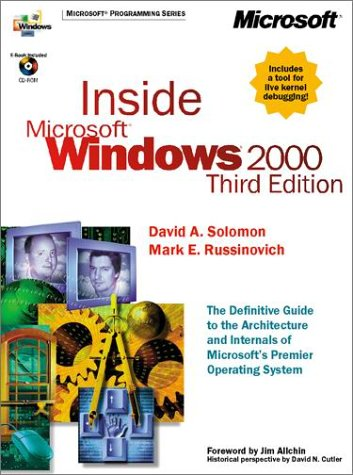 MICROSOFT® PROGRAMMING SERIES
Microsoft®
Windows
E-Book Included
CD-ROM
Includes
a tool for
live kernel
debugging!
Inside
Microsoft®
Windows® 2000
Third Edition
David A. Solomon
Mark E. Russinovich
The Definitive Guide
to the Architecture
and Internals of
Microsoft's Premier
Operating System
Foreword by Jim Allchin
Historical perspective by David N. Cutler